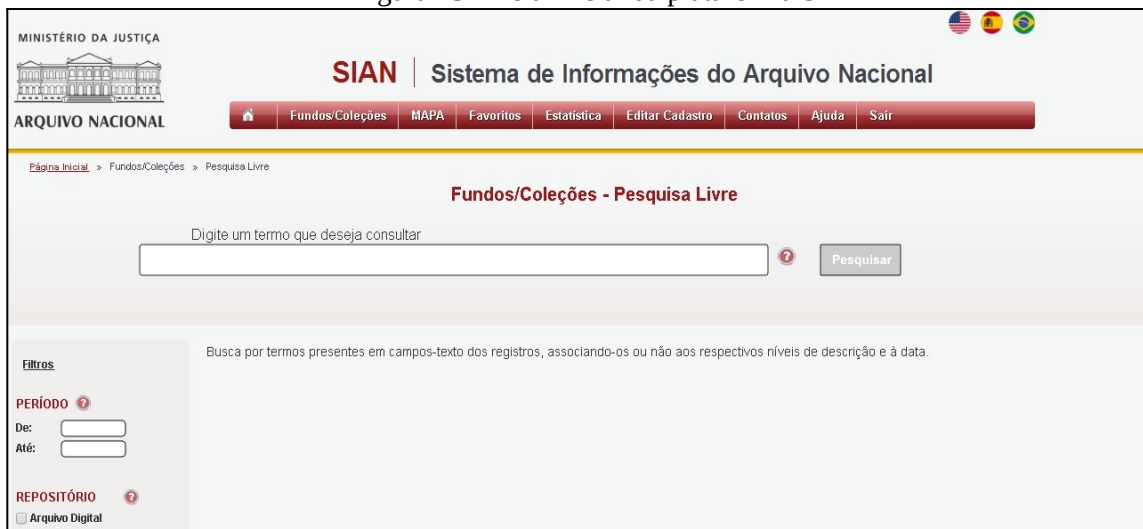 MINISTÉRIO DA JUSTIÇA
ARQUIVO NACIONAL
SIAN | Sistema de Informações do Arquivo Nacional
Fundos/Coleções MAPA Favoritos Estatística Editar Cadastro Contatos Ajuda Sair
Página Inicial » Fundos/Coleções » Pesquisa Livre
Fundos/Coleções - Pesquisa Livre
Digite um termo que deseja consultar
? Pesquisar
Busca por termos presentes em campos-texto dos registros, associando-os ou não aos respectivos níveis de descrição e à data.
Filtros
PERÍODO ?
De:
Até:
REPOSITÓRIO ?
Arquivo Digital